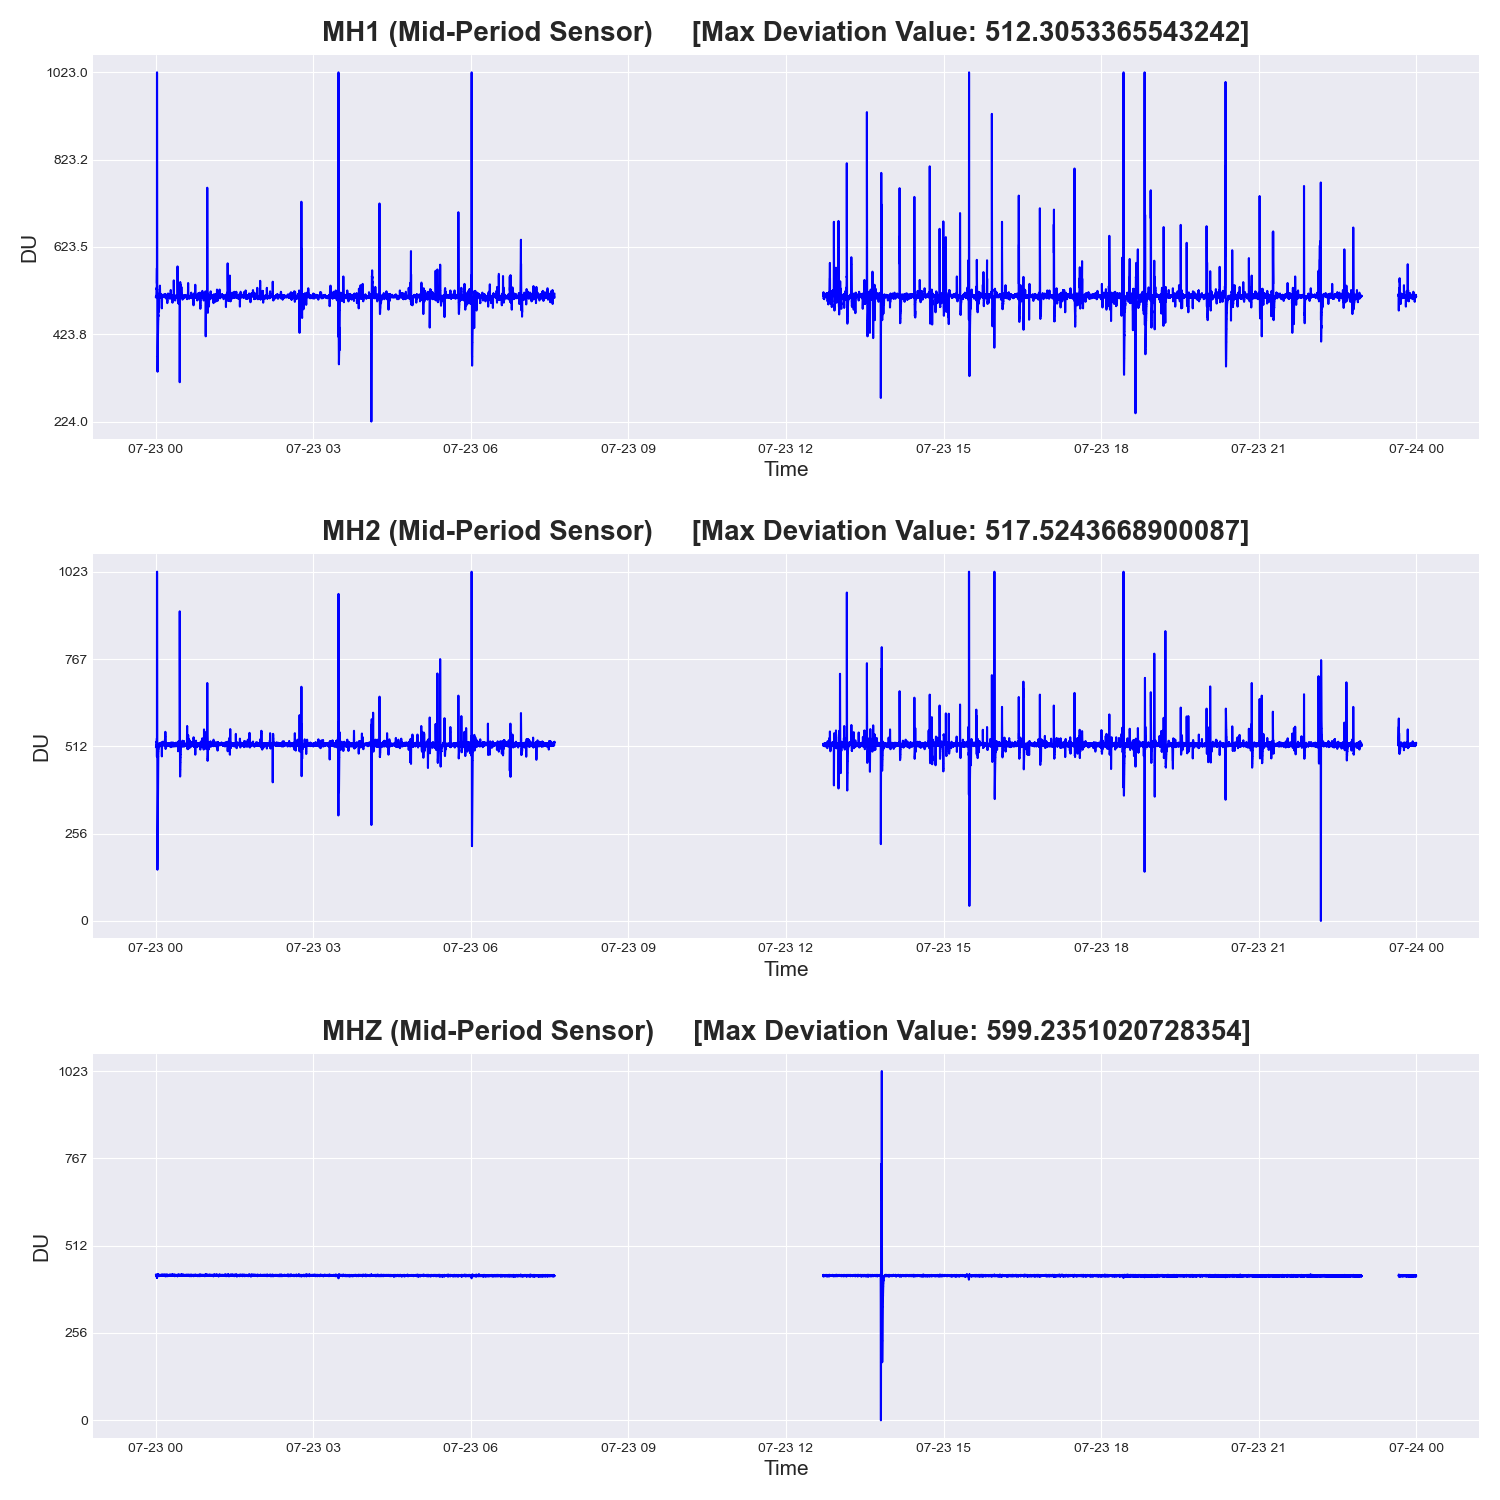 MH1 (Mid-Period Sensor) [Max Deviation Value: 512.3053365543242]
1023.0
823.2
623.5
423.8
224.0
DU
07-23 00 07-23 03 07-23 06 07-23 09 07-23 12 07-23 15 07-23 18 07-23 21 07-24 00
Time
MH2 (Mid-Period Sensor) [Max Deviation Value: 517.5243668900087]
1023
767
512
256
0
DU
07-23 00 07-23 03 07-23 06 07-23 09 07-23 12 07-23 15 07-23 18 07-23 21 07-24 00
Time
MHZ (Mid-Period Sensor) [Max Deviation Value: 599.2351020728354]
1023
767
512
256
0
DU
07-23 00 07-23 03 07-23 06 07-23 09 07-23 12 07-23 15 07-23 18 07-23 21 07-24 00
Time